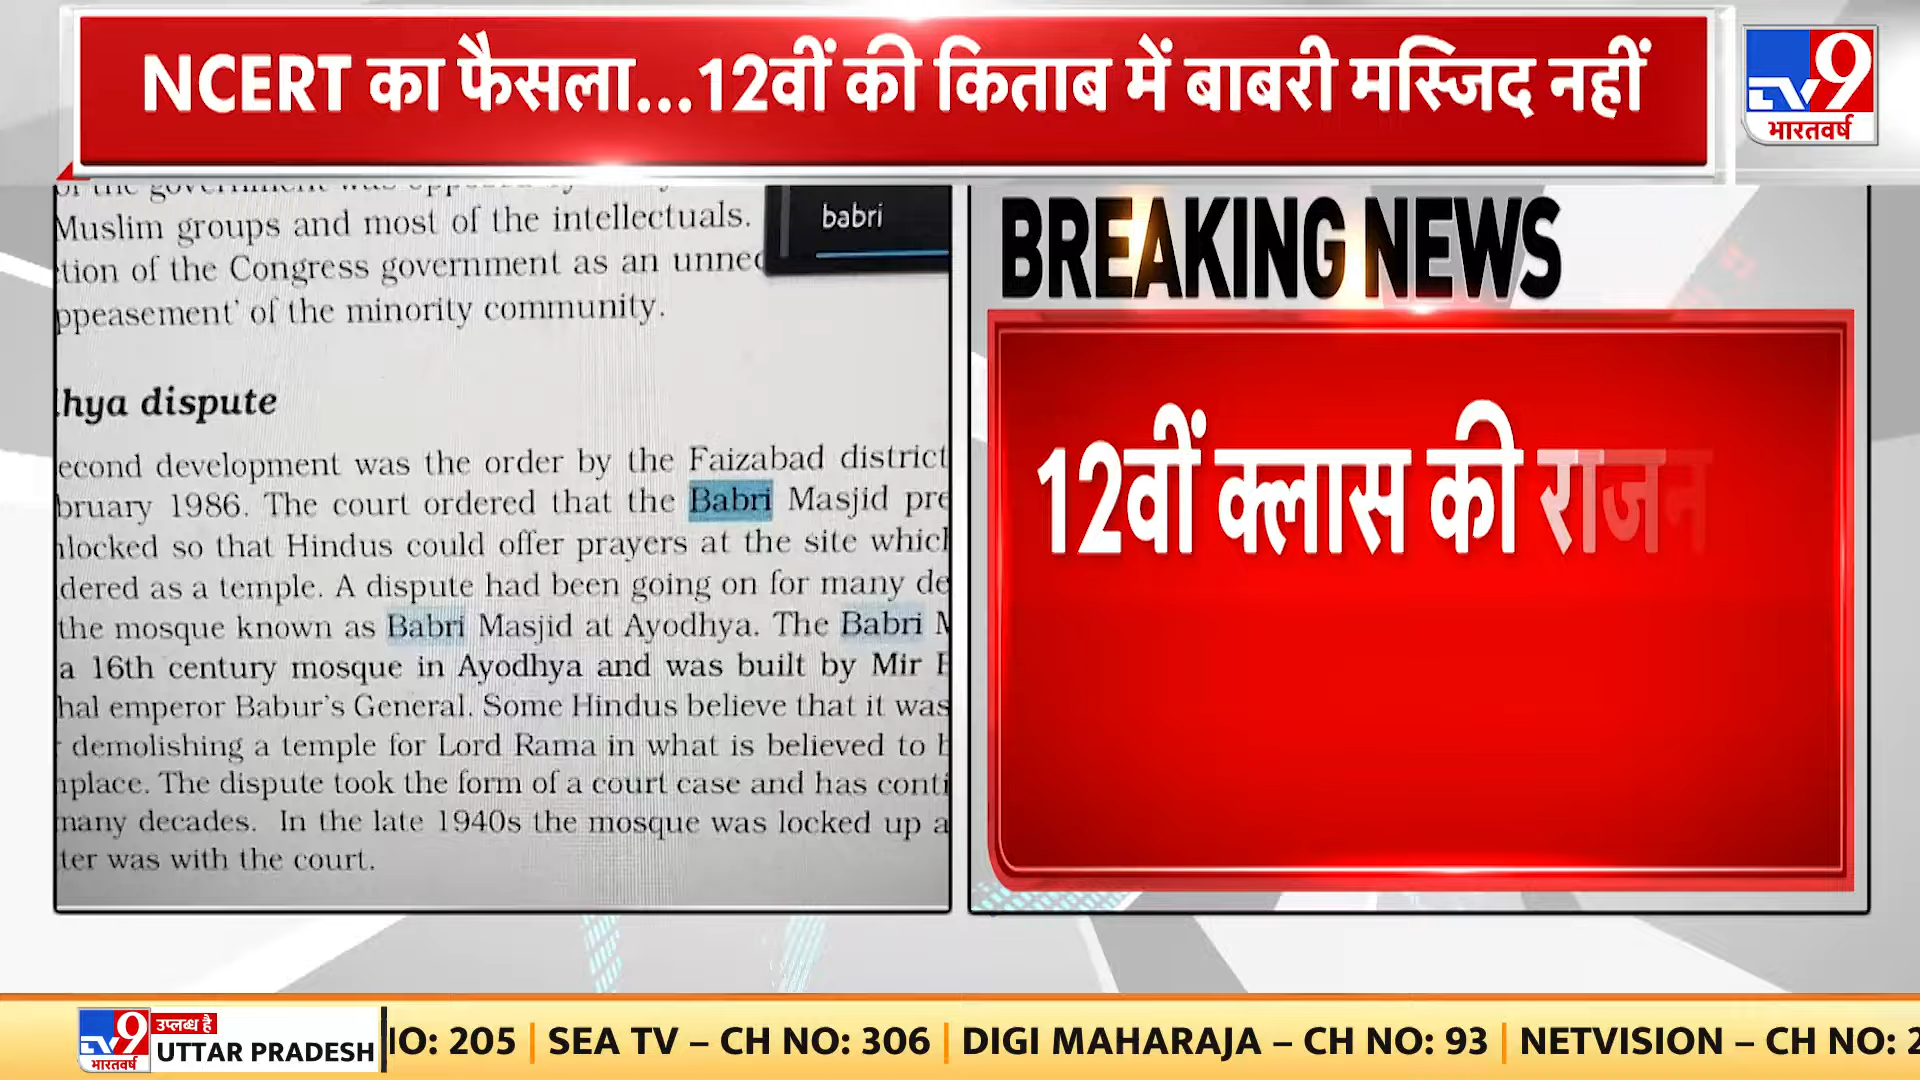 NCERT का फैसला...12वीं की किताब में बाबरी मस्जिद नहीं
TV9
भारतवर्ष
Muslim groups and most of the intellectuals.
tion of the Congress government as an unnec
ppeasement' of the minority community.
babri
hya dispute
econd development was the order by the Faizabad district
bruary 1986. The court ordered that the Babri Masjid pre
locked so that Hindus could offer prayers at the site which
dered as a temple. A dispute had been going on for many de
the mosque known as Babri Masjid at Ayodhya. The Babri M
a 16th century mosque in Ayodhya and was built by Mir B
hal emperor Babur's General. Some Hindus believe that it was
demolishing a temple for Lord Rama in what is believed to b
place. The dispute took the form of a court case and has conti
many decades. In the late 1940s the mosque was locked up a
ter was with the court.
BREAKING NEWS
12वीं क्लास की राजन
TV9
भारतवर्ष
उपलब्ध है
UTTAR PRADESH
IO: 205 | SEA TV – CH NO: 306 | DIGI MAHARAJA – CH NO: 93 | NETVISION – CH NO: 2